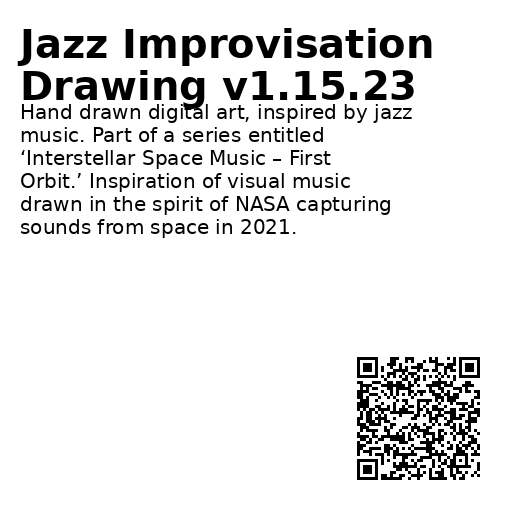 Jazz Improvisation
Drawing v1.15.23
Hand drawn digital art, inspired by jazz
music. Part of a series entitled
‘Interstellar Space Music – First
Orbit.’ Inspiration of visual music
drawn in the spirit of NASA capturing
sounds from space in 2021.